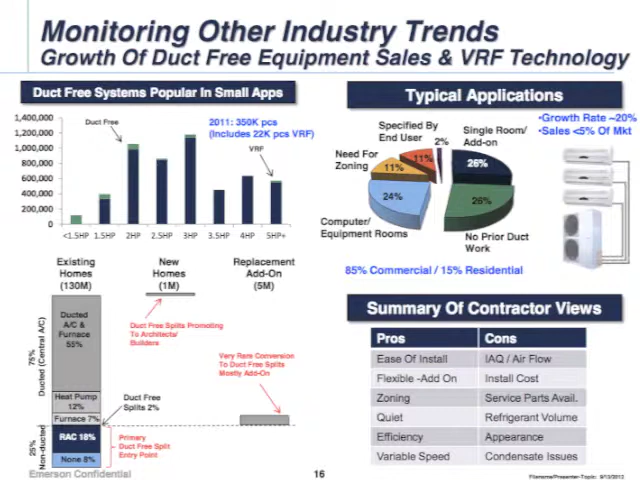 Monitoring Other Industry Trends
Growth Of Duct Free Equipment Sales & VRF Technology
Duct Free Systems Popular In Small Apps
1,400,000
1,200,000
1,000,000
800,000
600,000
400,000
200,000
0
Duct Free
2011: 350K pcs
(Includes 22K pcs VRF)
VRF
<1.5HP 1.5HP 2HP 2.5HP 3HP 3.5HP 4HP 5HP+
Typical Applications
•Growth Rate ~20%
•Sales <5% Of Mkt
Specified By
End User
2%
Single Room/
Add-on
Need For
Zoning
11%
11%
26%
24%
26%
Computer/
Equipment Rooms
No Prior Duct
Work
85% Commercial / 15% Residential
Existing
Homes
(130M)
New
Homes
(1M)
Replacement
Add-On
(5M)
75%
Ducted (Central A/C)
25%
Non-ducted
Ducted
A/C &
Furnace
55%
Heat Pump
12%
Furnace 7%
RAC 18%
None 8%
Duct Free
Splits 2%
Duct Free Splits Promoting
To Architects/
Builders
Very Rare Conversion
To Duct Free Splits
Mostly Add-On
Primary
Duct Free Split
Entry Point
Summary Of Contractor Views
Pros Cons
Ease Of Install IAQ / Air Flow
Flexible -Add On Install Cost
Zoning Service Parts Avail.
Quiet Refrigerant Volume
Efficiency Appearance
Variable Speed Condensate Issues
Emerson Confidential
16
Filename/Presenter-Topic: 9/13/2012